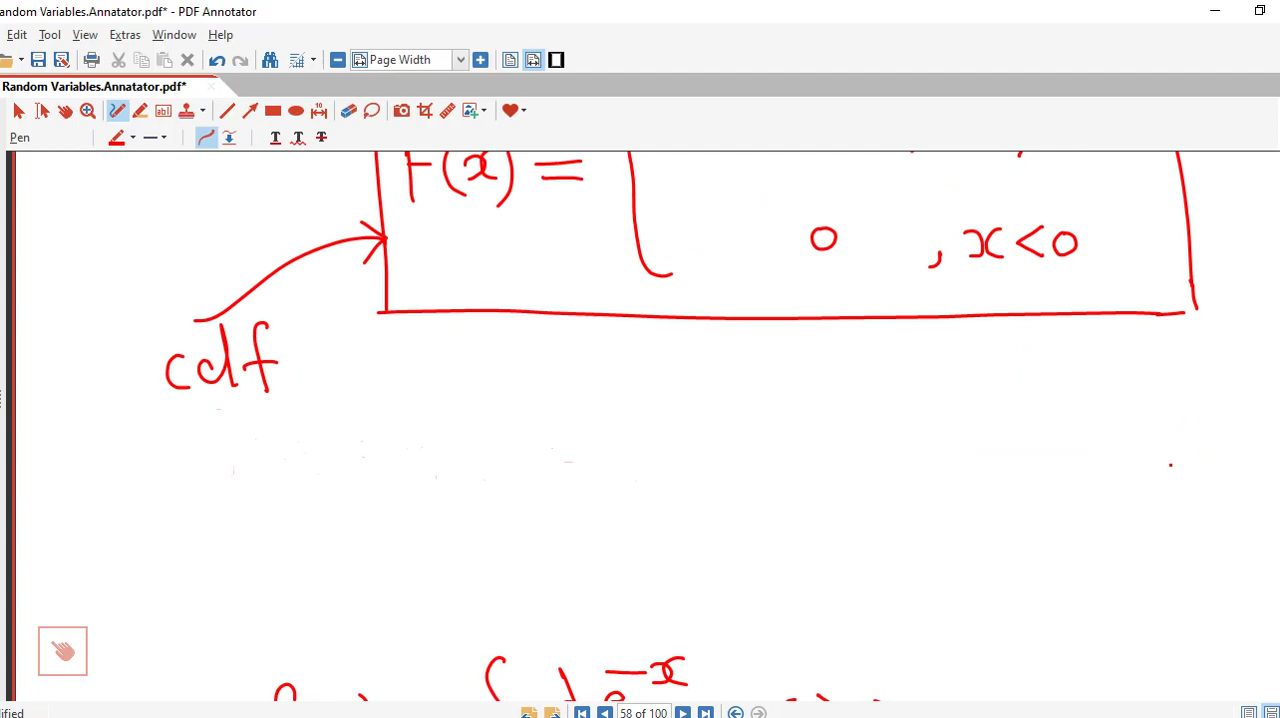 Random Variables.Annatator.pdf* - PDF Annotator
Edit Tool View Extras Window Help
Page Width
Random Variables.Annatator.pdf*
10
Pen
F(x) =
0 , x < 0
cdf
e^-x
58 of 100